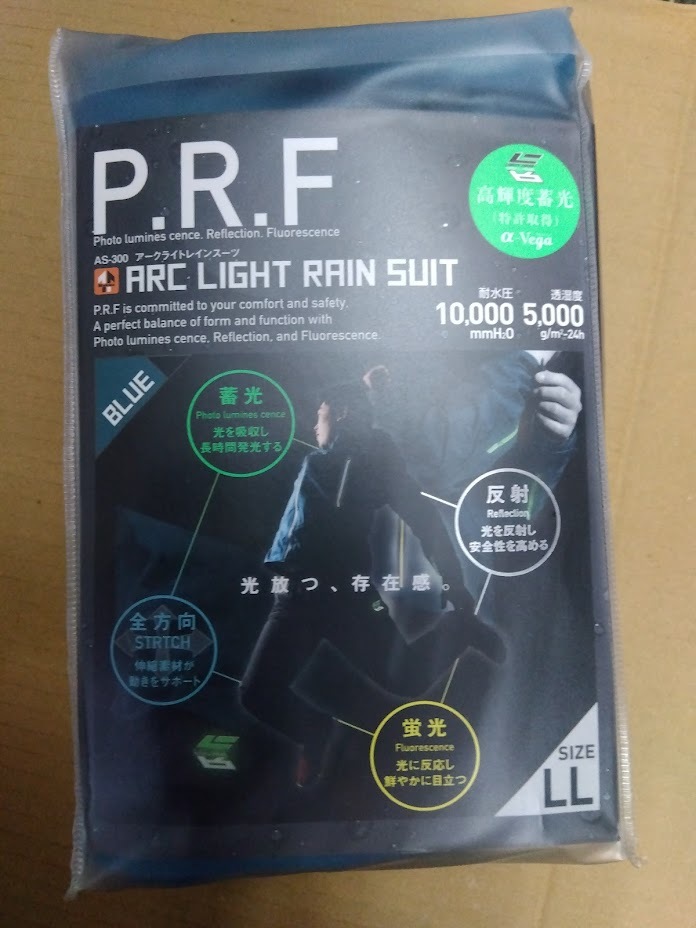 P.R.F
Photo lumines cence. Reflection. Fluorescence
高輝度蓄光
(特許取得)
α-Vega
AS-300 アークライトレインスーツ
ARC LIGHT RAIN SUIT
P.R.F is committed to your comfort and safety.
A perfect balance of form and function with
Photo lumines cence, Reflection, and Fluorescence.
耐水圧
10,000
mmH₂O
透湿度
5,000
g/m²-24h
BLUE
蓄光
Photo lumines cence
光を吸収し
長時間発光する
反射
Reflection
光を反射し
安全性を高める
光放つ、存在感。
全方向
STRTCH
伸縮素材が
動きをサポート
蛍光
Fluorescence
光に反応し
鮮やかに目立つ
SIZE
LL